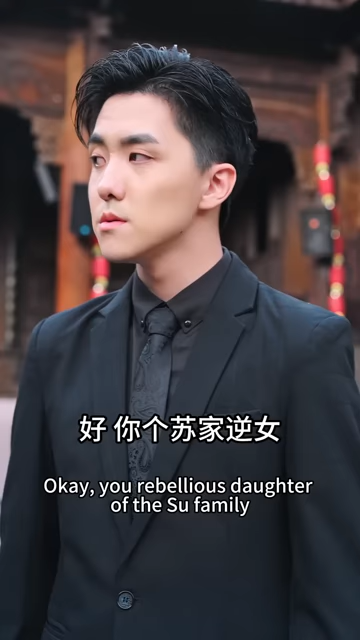 好 你个苏家逆女
Okay, you rebellious daughter
of the Su family